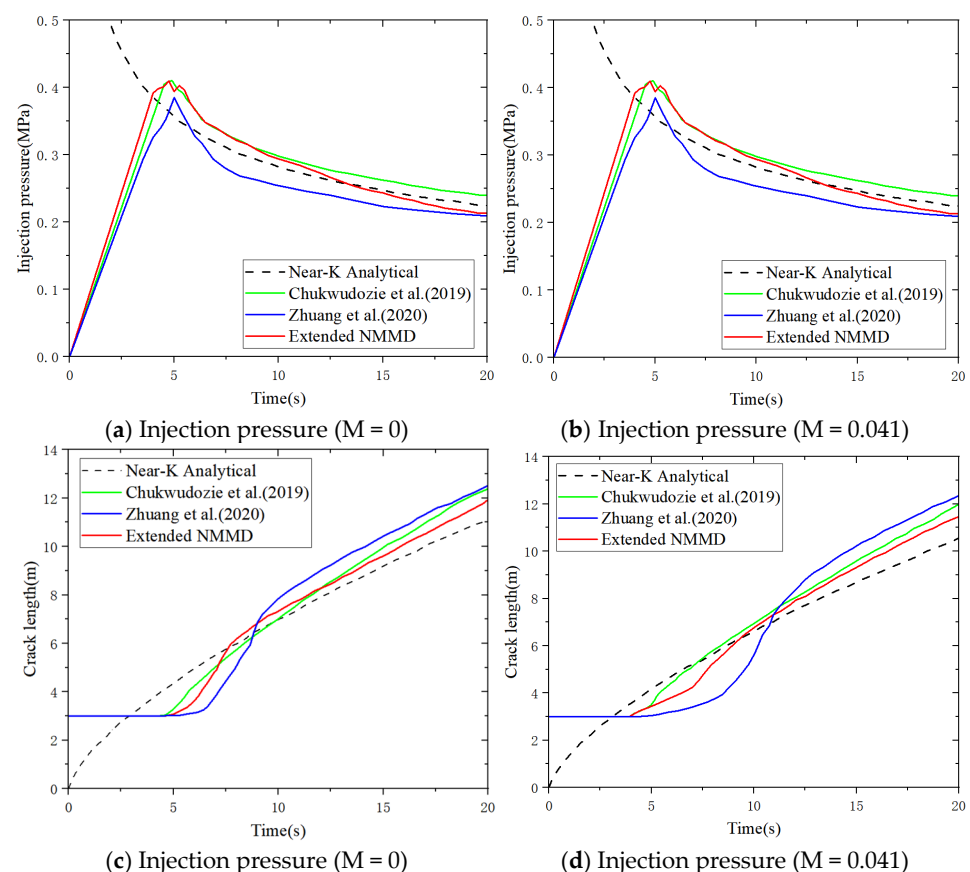 0.5
0.4
0.3
0.2
0.1
0.0
0
5
10
15
20
Injection pressure(MPa)
Time(s)
Near-K Analytical
Chukwudozie et al.(2019)
Zhuang et al.(2020)
Extended NMMD
(a) Injection pressure (M = 0)
0.5
0.4
0.3
0.2
0.1
0.0
0
5
10
15
20
Injection pressure(MPa)
Time(s)
Near-K Analytical
Chukwudozie et al.(2019)
Zhuang et al.(2020)
Extended NMMD
(b) Injection pressure (M = 0.041)
14
12
10
8
6
4
2
0
0
5
10
15
20
Crack length(m)
Time(s)
Near-K Analytical
Chukwudozie et al.(2019)
Zhuang et al.(2020)
Extended NMMD
(c) Injection pressure (M = 0)
14
12
10
8
6
4
2
0
0
5
10
15
20
Crack length(m)
Time(s)
Near-K Analytical
Chukwudozie et al.(2019)
Zhuang et al.(2020)
Extended NMMD
(d) Injection pressure (M = 0.041)